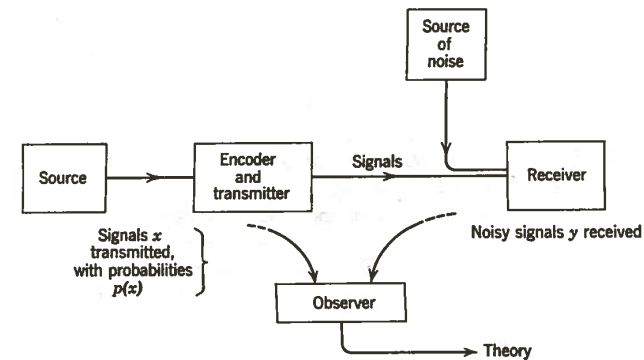 Source
of
noise
Source
Encoder
and
transmitter
Signals
Receiver
Signals x
transmitted,
with probabilities
p(x)
Noisy signals y received
Observer
Theory